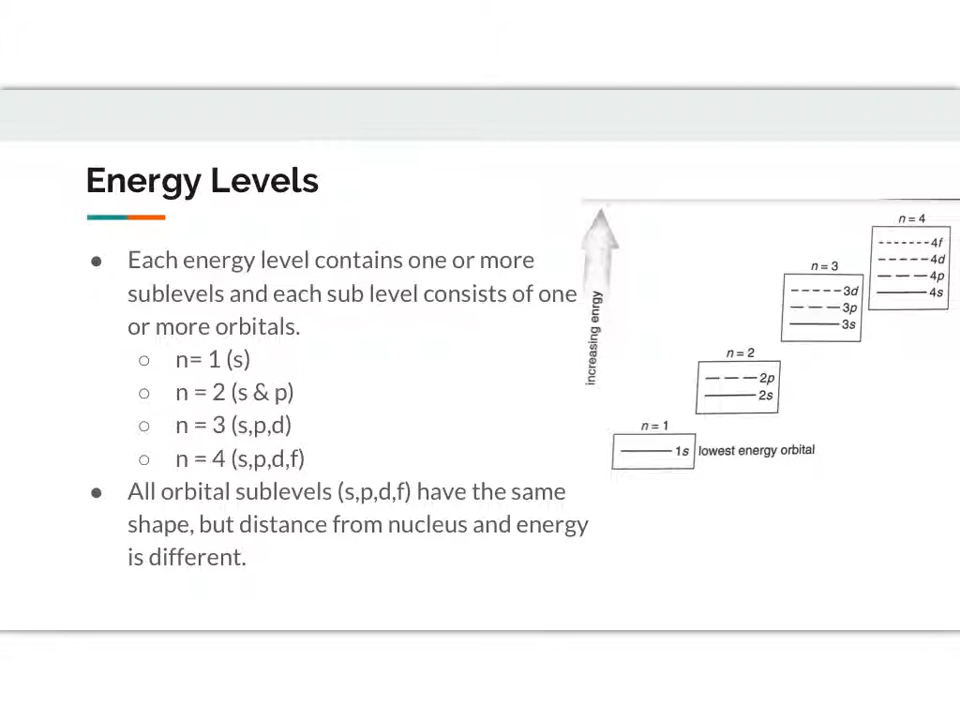 Energy Levels
● Each energy level contains one or more
sublevels and each sub level consists of one
or more orbitals.
○ n= 1 (s)
○ n = 2 (s & p)
○ n = 3 (s,p,d)
○ n = 4 (s,p,d,f)
● All orbital sublevels (s,p,d,f) have the same
shape, but distance from nucleus and energy
is different.
increasing enrgy
n = 4
4f
4d
4p
4s
n = 3
3d
3p
3s
n = 2
2p
2s
n = 1
1s lowest energy orbital